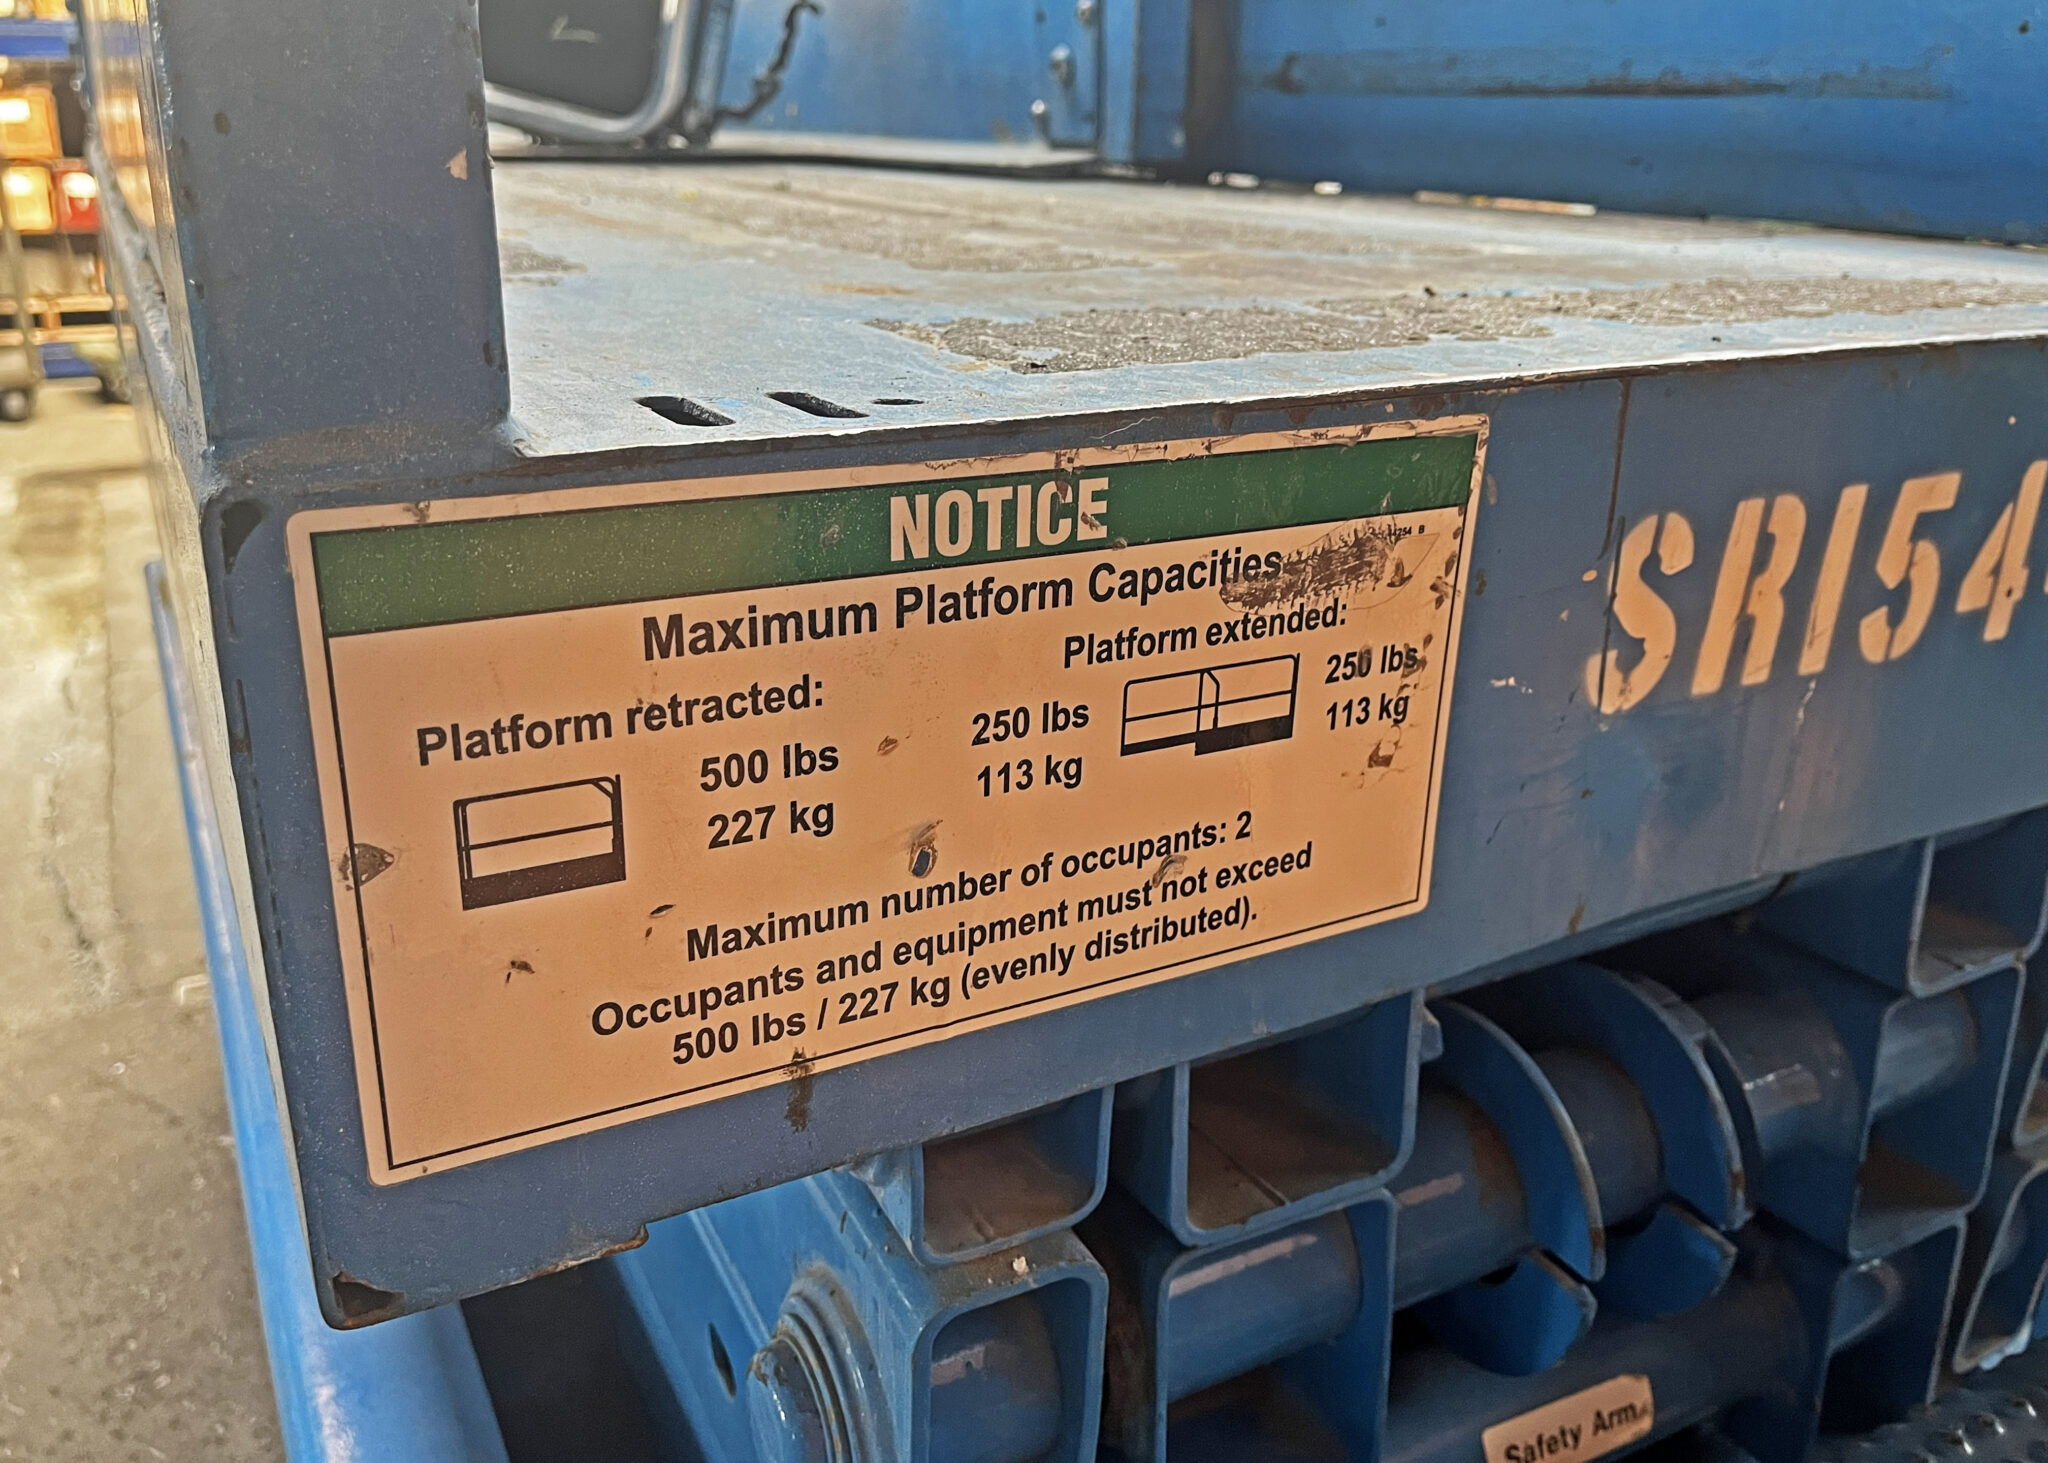 NOTICE
Maximum Platform Capacities
Platform retracted:
500 lbs
227 kg
Platform extended:
250 lbs
113 kg
250 lbs
113 kg
Maximum number of occupants: 2
Occupants and equipment must not exceed
500 lbs / 227 kg (evenly distributed).
SRI54
Safety Arm